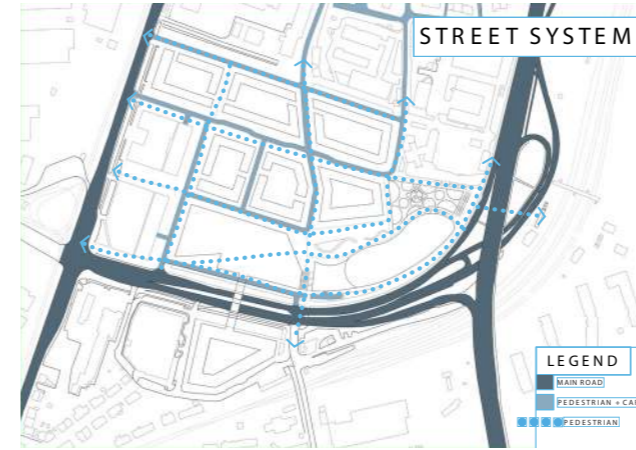 STREET SYSTEM
LEGEND
MAIN ROAD
PEDESTRIAN + CA
PEDESTRIAN